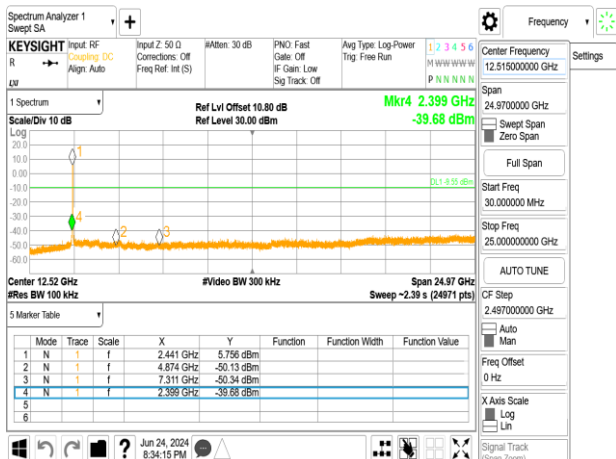 Spectrum Analyzer 1
Swept SA
Frequency
KEYSIGHT Input: RF Input Z: 50 Ω #Atten: 30 dB PNO: Fast Avg Type: Log-Power 1 2 3 4 5 6
R Coupling: DC Corrections: Off Gate: Off Trig: Free Run M W W W W W
Align: Auto Freq Ref: Int (S) IF Gain: Low
Sig Track: Off P N N N N N
LXI
Center Frequency
12.515000000 GHz
Settings
Span
24.9700000 GHz
Swept Span
Zero Span
Full Span
Start Freq
30.000000 MHz
Stop Freq
25.000000000 GHz
AUTO TUNE
CF Step
2.497000000 GHz
Auto
Man
Freq Offset
0 Hz
X Axis Scale
Log
Lin
Signal Track
(Span Zoom)
1 Spectrum
Scale/Div 10 dB
Ref Lvl Offset 10.80 dB
Ref Level 30.00 dBm
Mkr4 2.399 GHz
-39.68 dBm
Log
20.0
10.0
0.00
-10.0
-20.0
-30.0
-40.0
-50.0
-60.0
1
DL1 -9.55 dBm
4
2
3
Center 12.52 GHz #Video BW 300 kHz Span 24.97 GHz
#Res BW 100 kHz Sweep ~2.39 s (24971 pts)
5 Marker Table
Mode Trace Scale X Y Function Function Width Function Value
1 N 1 f 2.441 GHz 5.756 dBm
2 N 1 f 4.874 GHz -50.13 dBm
3 N 1 f 7.311 GHz -50.34 dBm
4 N 1 f 2.399 GHz -39.68 dBm
5
6
?
Jun 24, 2024
8:34:15 PM